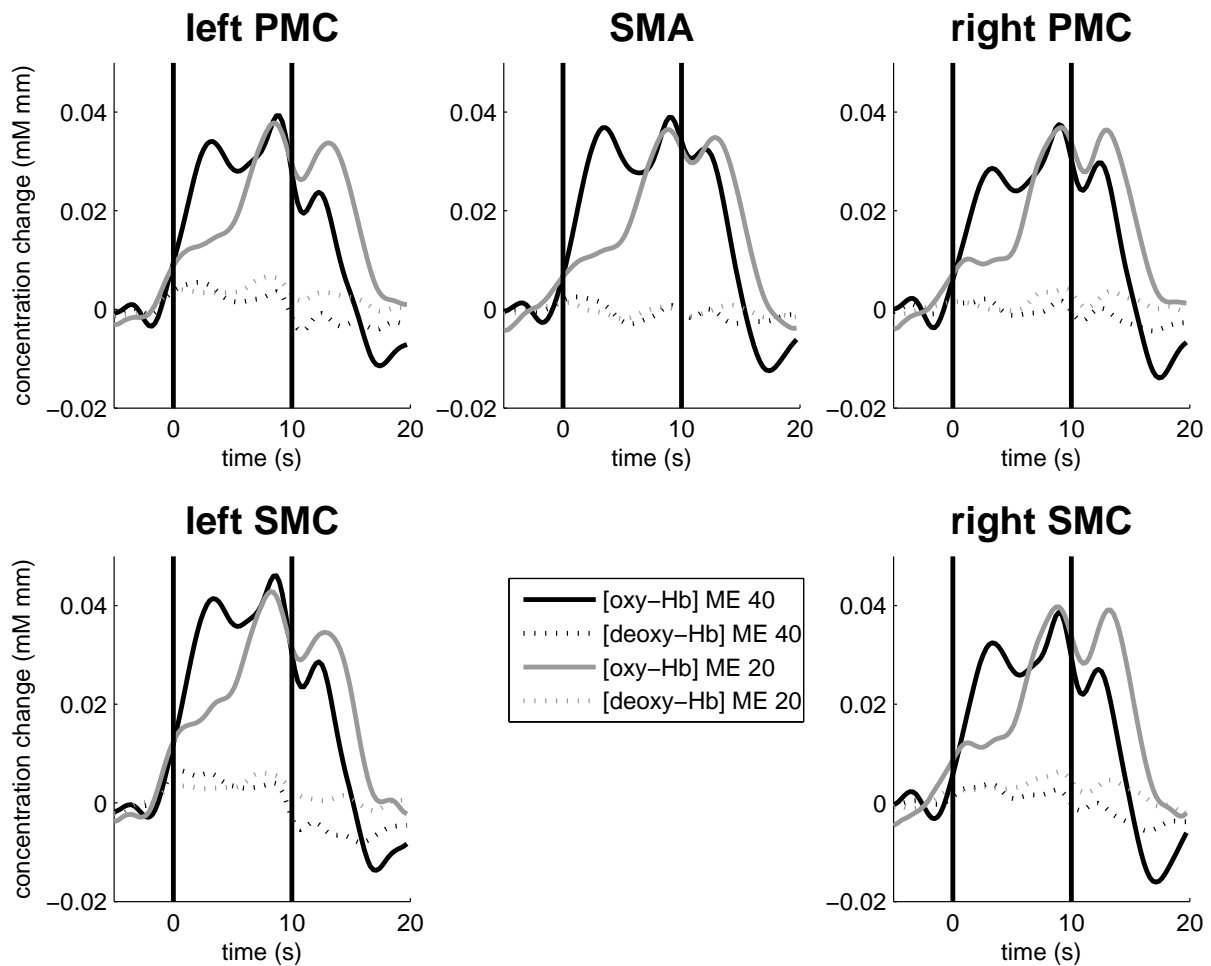 left PMC
SMA
right PMC
concentration change (mM mm)
0.04
0.02
0
−0.02
0 10 20
time (s)
0.04
0.02
0
−0.02
0 10 20
time (s)
0.04
0.02
0
−0.02
0 10 20
time (s)
left SMC
right SMC
concentration change (mM mm)
0.04
0.02
0
−0.02
0 10 20
time (s)
[oxy−Hb] ME 40
[deoxy−Hb] ME 40
[oxy−Hb] ME 20
[deoxy−Hb] ME 20
0.04
0.02
0
−0.02
0 10 20
time (s)